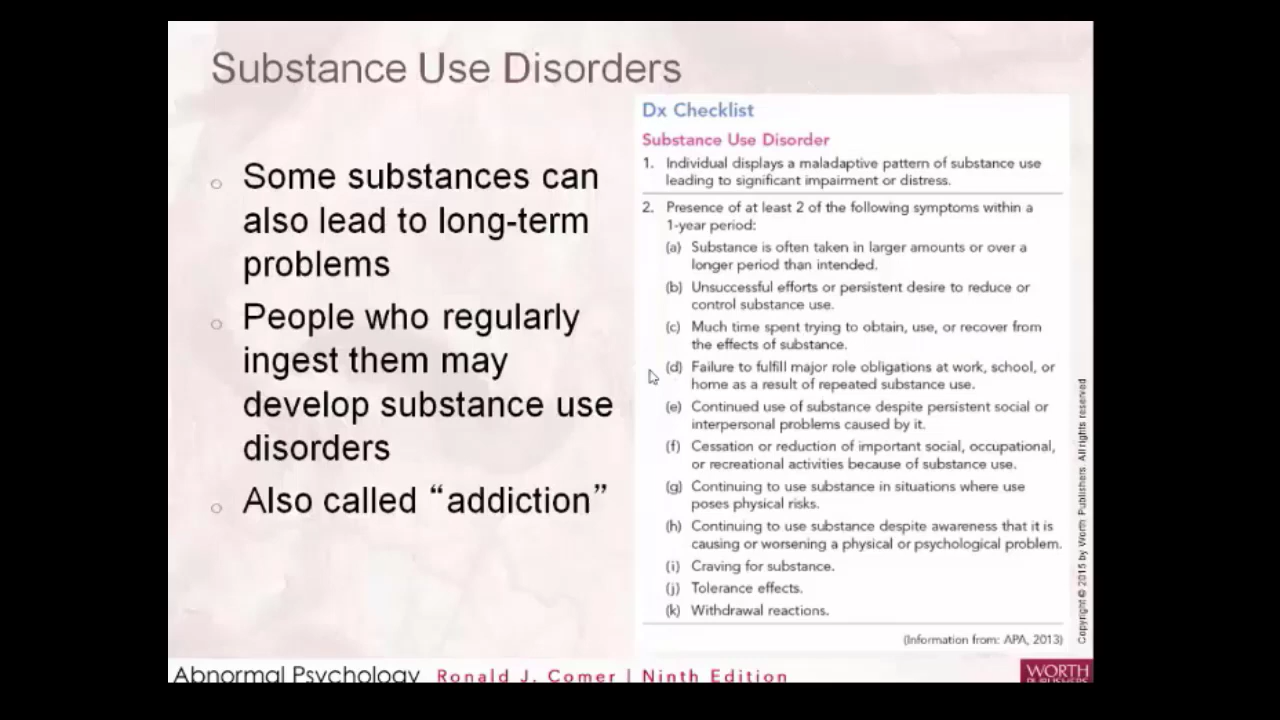 Substance Use Disorders
Some substances can
also lead to long-term
problems
People who regularly
ingest them may
develop substance use
disorders
Also called “addiction”
Dx Checklist
Substance Use Disorder
1. Individual displays a maladaptive pattern of substance use
leading to significant impairment or distress.
2. Presence of at least 2 of the following symptoms within a
1-year period:
(a) Substance is often taken in larger amounts or over a
longer period than intended.
(b) Unsuccessful efforts or persistent desire to reduce or
control substance use.
(c) Much time spent trying to obtain, use, or recover from
the effects of substance.
(d) Failure to fulfill major role obligations at work, school, or
home as a result of repeated substance use.
(e) Continued use of substance despite persistent social or
interpersonal problems caused by it.
(f) Cessation or reduction of important social, occupational,
or recreational activities because of substance use.
(g) Continuing to use substance in situations where use
poses physical risks.
(h) Continuing to use substance despite awareness that it is
causing or worsening a physical or psychological problem.
(i) Craving for substance.
(j) Tolerance effects.
(k) Withdrawal reactions.
(Information from: APA, 2013)
Copyright © 2015 by Worth Publishers. All rights reserved
Abnormal Psychology Ronald J. Comer | Ninth Edition
WORTH
PUBLISHERS